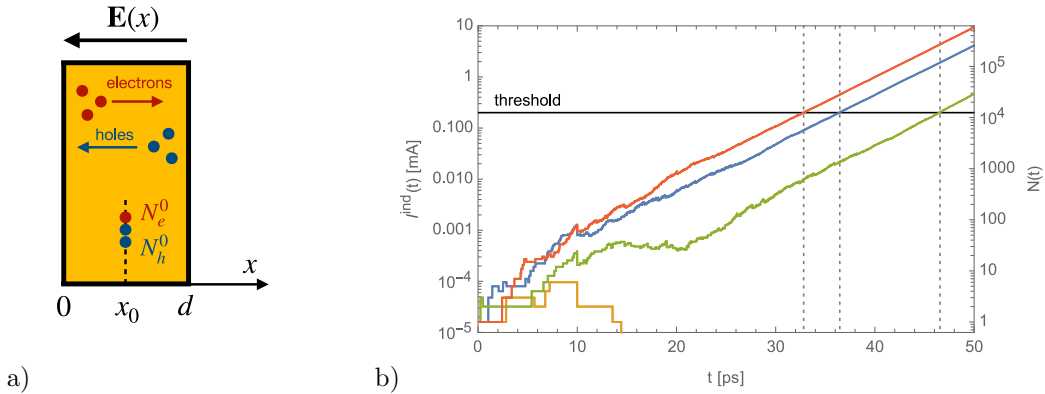 E(x)
electrons
holes
N_e^0
N_h^0
x
0
x_0
d
a)
10
1
0.100
0.010
0.001
10^-4
10^-5
I^ind(t) [mA]
threshold
10^5
10^4
1000
100
10
1
N(t)
0
10
20
30
40
50
t [ps]
b)